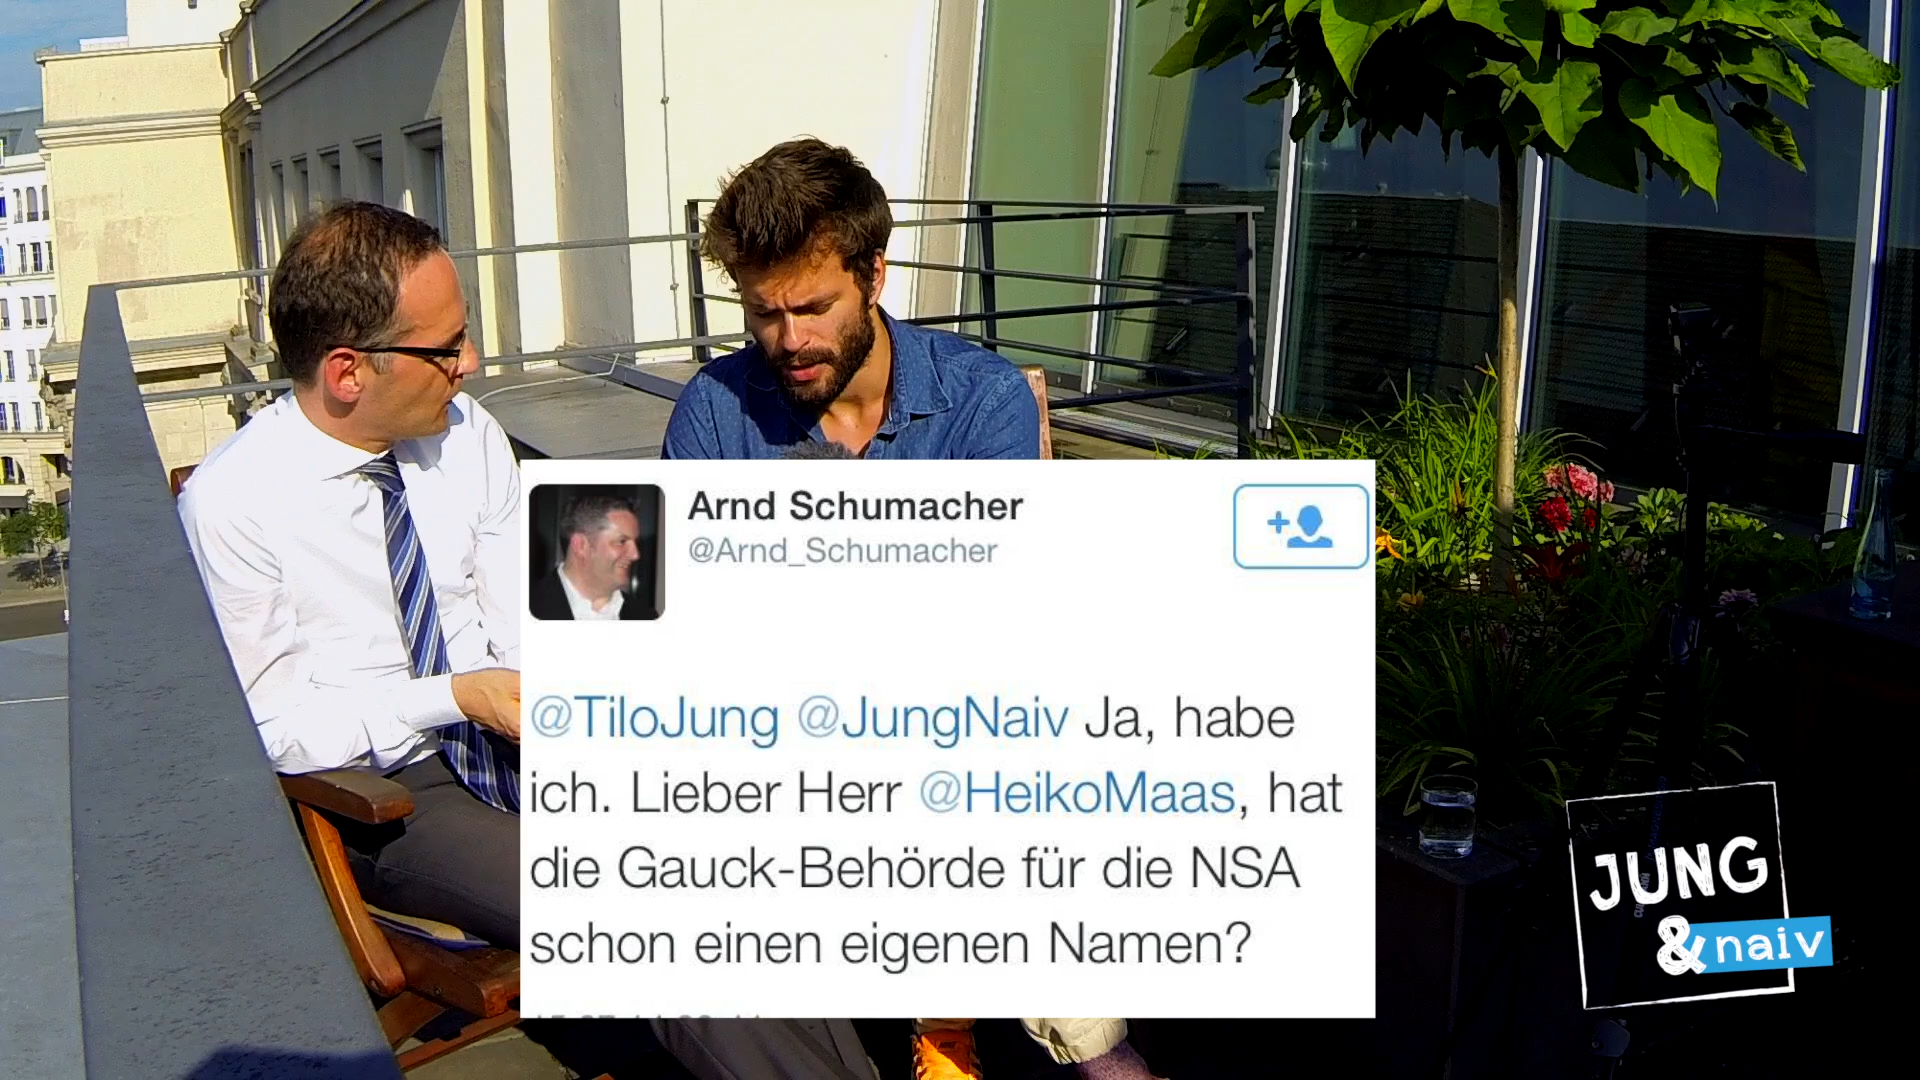 Arnd Schumacher
@Arnd_Schumacher
@TiloJung @JungNaiv Ja, habe
ich. Lieber Herr @HeikoMaas, hat
die Gauck-Behörde für die NSA
schon einen eigenen Namen?
JUNG
&naiv